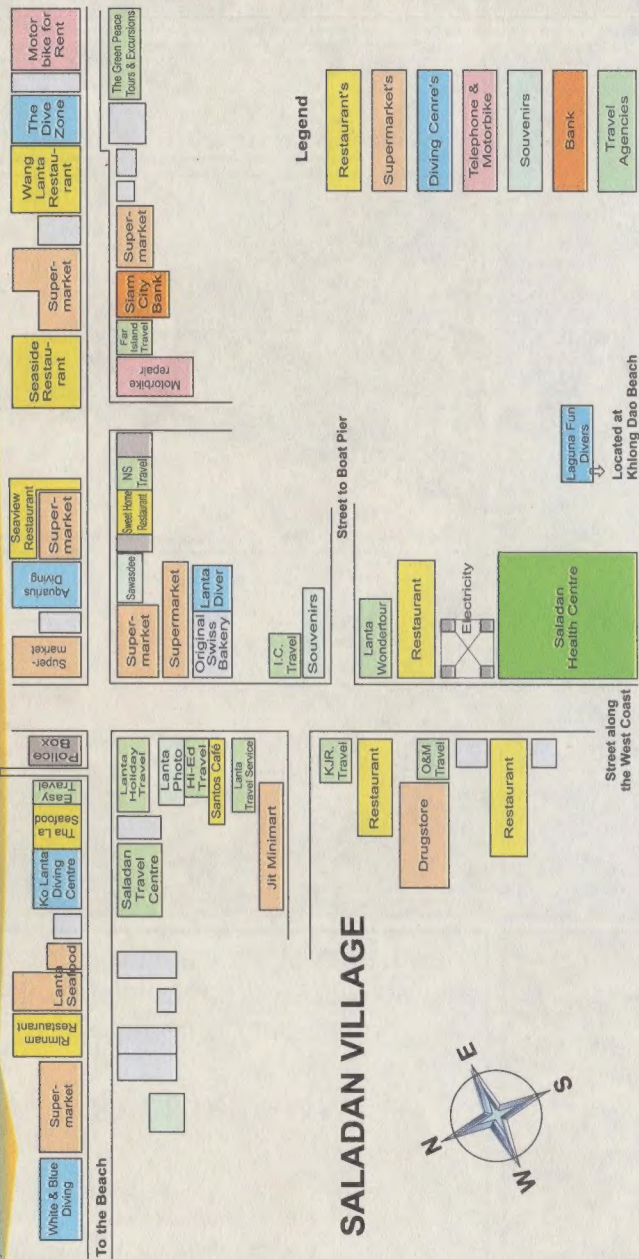 White & Blue
Diving
Super-
market
Rimnam
Restaurant
Lanta
Seafood
Ko Lanta
Diving
Centre
Tha La
Seafood
Easy
Travel
Police
Box
Super-
market
Aquarius
Diving
Seaview
Restaurant
Super-
market
Seaside
Restau-
rant
Super-
market
Wang
Lanta
Restau-
rant
The
Dive
Zone
Motor
bike for
Rent
To the Beach
Saladan
Travel
Centre
Lanta
Holiday
Travel
Lanta
Photo
Hi-Ed
Travel
Santos Café
Lanta
Travel Service
Jit Minimart
Super-
market
Sawasdee
Sweet Home
Restaurant
NS
Travel
Supermarket
Original
Swiss
Bakery
Lanta
Diver
I.C.
Travel
Souvenirs
Motorbike
repair
Far
Island
Travel
Siam
City
Bank
Super-
market
The Green Peace
Tours & Excursions
Street to Boat Pier
KJR.
Travel
Restaurant
Drugstore
O&M
Travel
Restaurant
Lanta
Wondertour
Restaurant
Electricity
Saladan
Health Centre
Street along
the West Coast
SALADAN VILLAGE
N
E
S
W
Laguna Fun
Divers
Located at
Khlong Dao Beach
Legend
Restaurant's
Supermarket's
Diving Cenre's
Telephone &
Motorbike
Souvenirs
Bank
Travel
Agencies